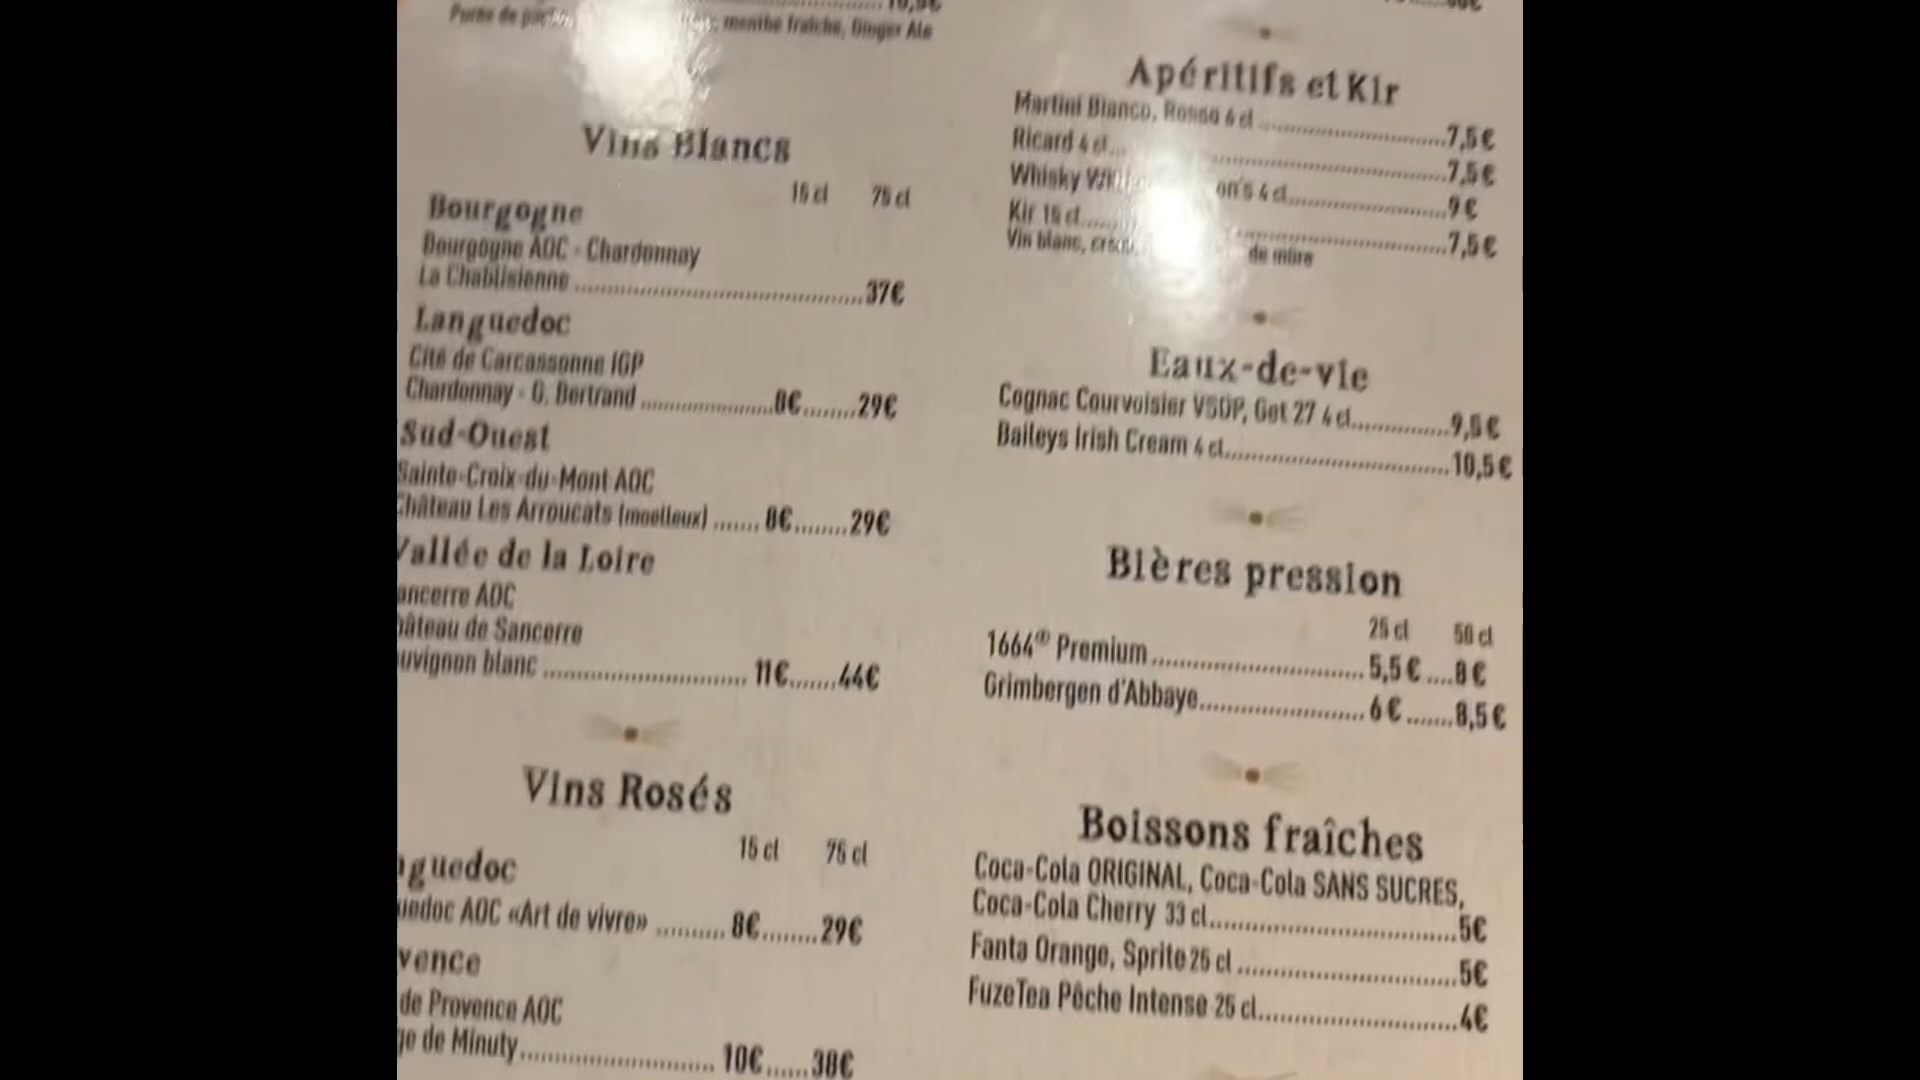 menthe fraîche, Ginger Ale
Vins Blancs
15 cl 75 cl
Bourgogne
Bourgogne AOC - Chardonnay
La Chablisienne ..... 37€
Languedoc
Cité de Carcassonne IGP
Chardonnay - G. Bertrand ..... 8€ ..... 29€
Sud-Ouest
Sainte-Croix-du-Mont AOC
Château Les Arroucats (moelleux) ..... 8€ ..... 29€
Vallée de la Loire
ancerre AOC
âteau de Sancerre
uvignon blanc ..... 11€ ..... 44€
Vins Rosés
15 cl 75 cl
guedoc
uedoc AOC «Art de vivre» ..... 8€ ..... 29€
vence
de Provence AOC
ge de Minuty ..... 10€ ..... 38€
Apéritifs et Kir
Martini Bianco, Rosso 6 cl ..... 7,5€
Ricard 4 cl ..... 7,5€
Whisky on's 4 cl ..... 9€
Kir 15 cl ..... 7,5€
Vin blanc, de mûre
Eaux-de-vie
Cognac Courvoisier VSOP, Get 27 4 cl ..... 9,5€
Baileys Irish Cream 4 cl ..... 10,5€
Bières pression
25 cl 50 cl
1664® Premium ..... 5,5€ .... 8€
Grimbergen d'Abbaye ..... 6€ ..... 8,5€
Boissons fraîches
Coca-Cola ORIGINAL, Coca-Cola SANS SUCRES,
Coca-Cola Cherry 33 cl ..... 5€
Fanta Orange, Sprite 25 cl ..... 5€
FuzeTea Pêche Intense 25 cl ..... 4€